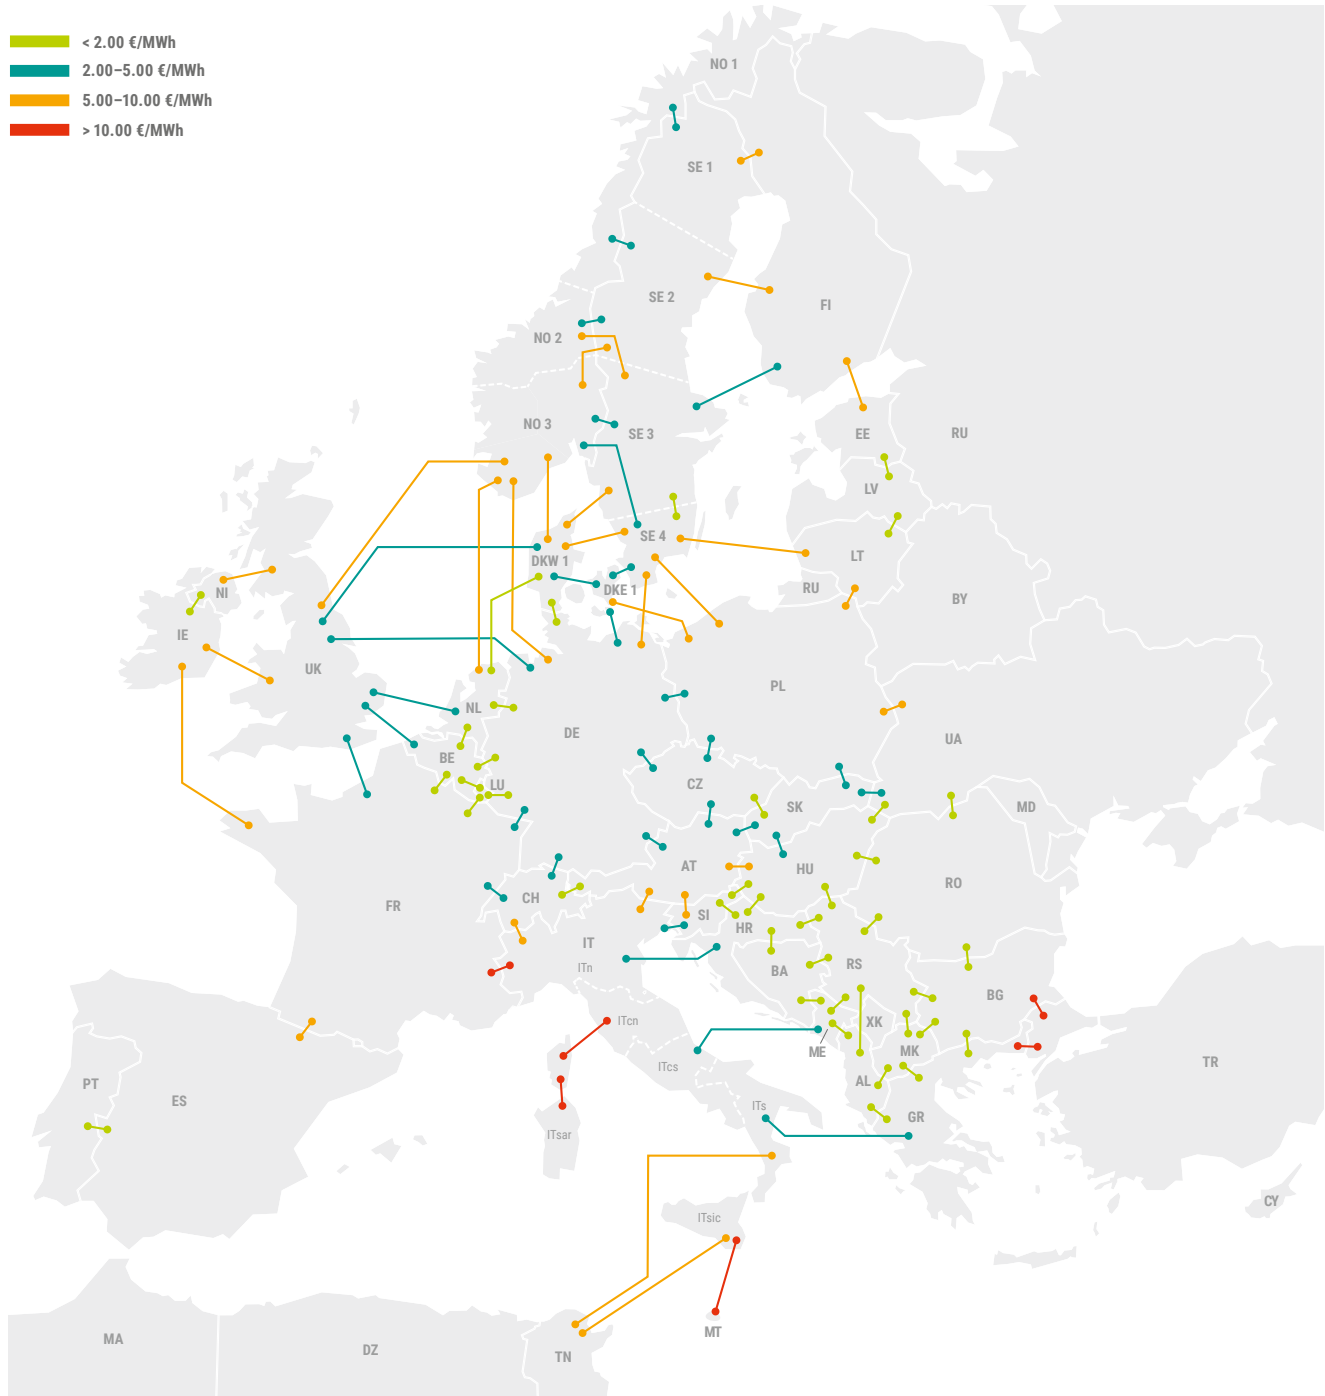 < 2.00 €/MWh
2.00–5.00 €/MWh
5.00–10.00 €/MWh
> 10.00 €/MWh
NO 1
SE 1
SE 2
FI
NO 2
NO 3
SE 3
EE
RU
LV
SE 4
LT
DKW 1
DKE 1
RU
BY
NI
IE
UK
PL
NL
DE
UA
BE
LU
CZ
SK
MD
AT
HU
CH
RO
FR
SI
HR
IT
ITn
BA
RS
BG
ITcn
XK
ME
MK
ITcs
TR
PT
AL
ES
ITs
GR
ITsar
CY
ITsic
MT
MA
DZ
TN